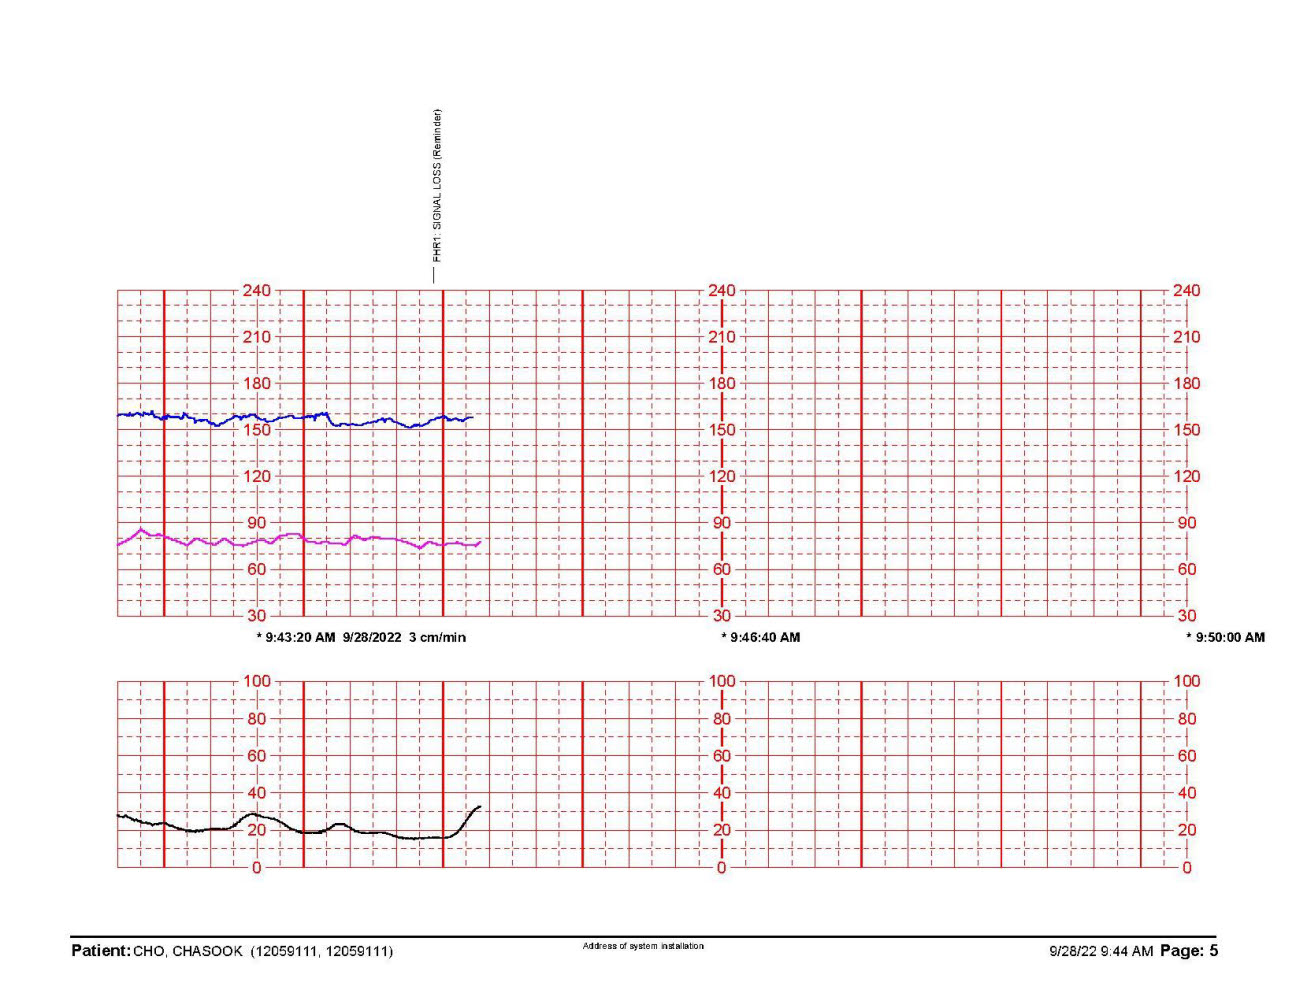 FHR1: SIGNAL LOSS (Reminder)
240 240 240
210 210 210
180 180 180
150 150 150
120 120 120
90 90 90
60 60 60
30 30 30
* 9:43:20 AM 9/28/2022 3 cm/min * 9:46:40 AM * 9:50:00 AM
100 100 100
80 80 80
60 60 60
40 40 40
20 20 20
0 0 0
Patient: CHO, CHASOOK (12059111, 12059111) Address of system installation 9/28/22 9:44 AM Page: 5